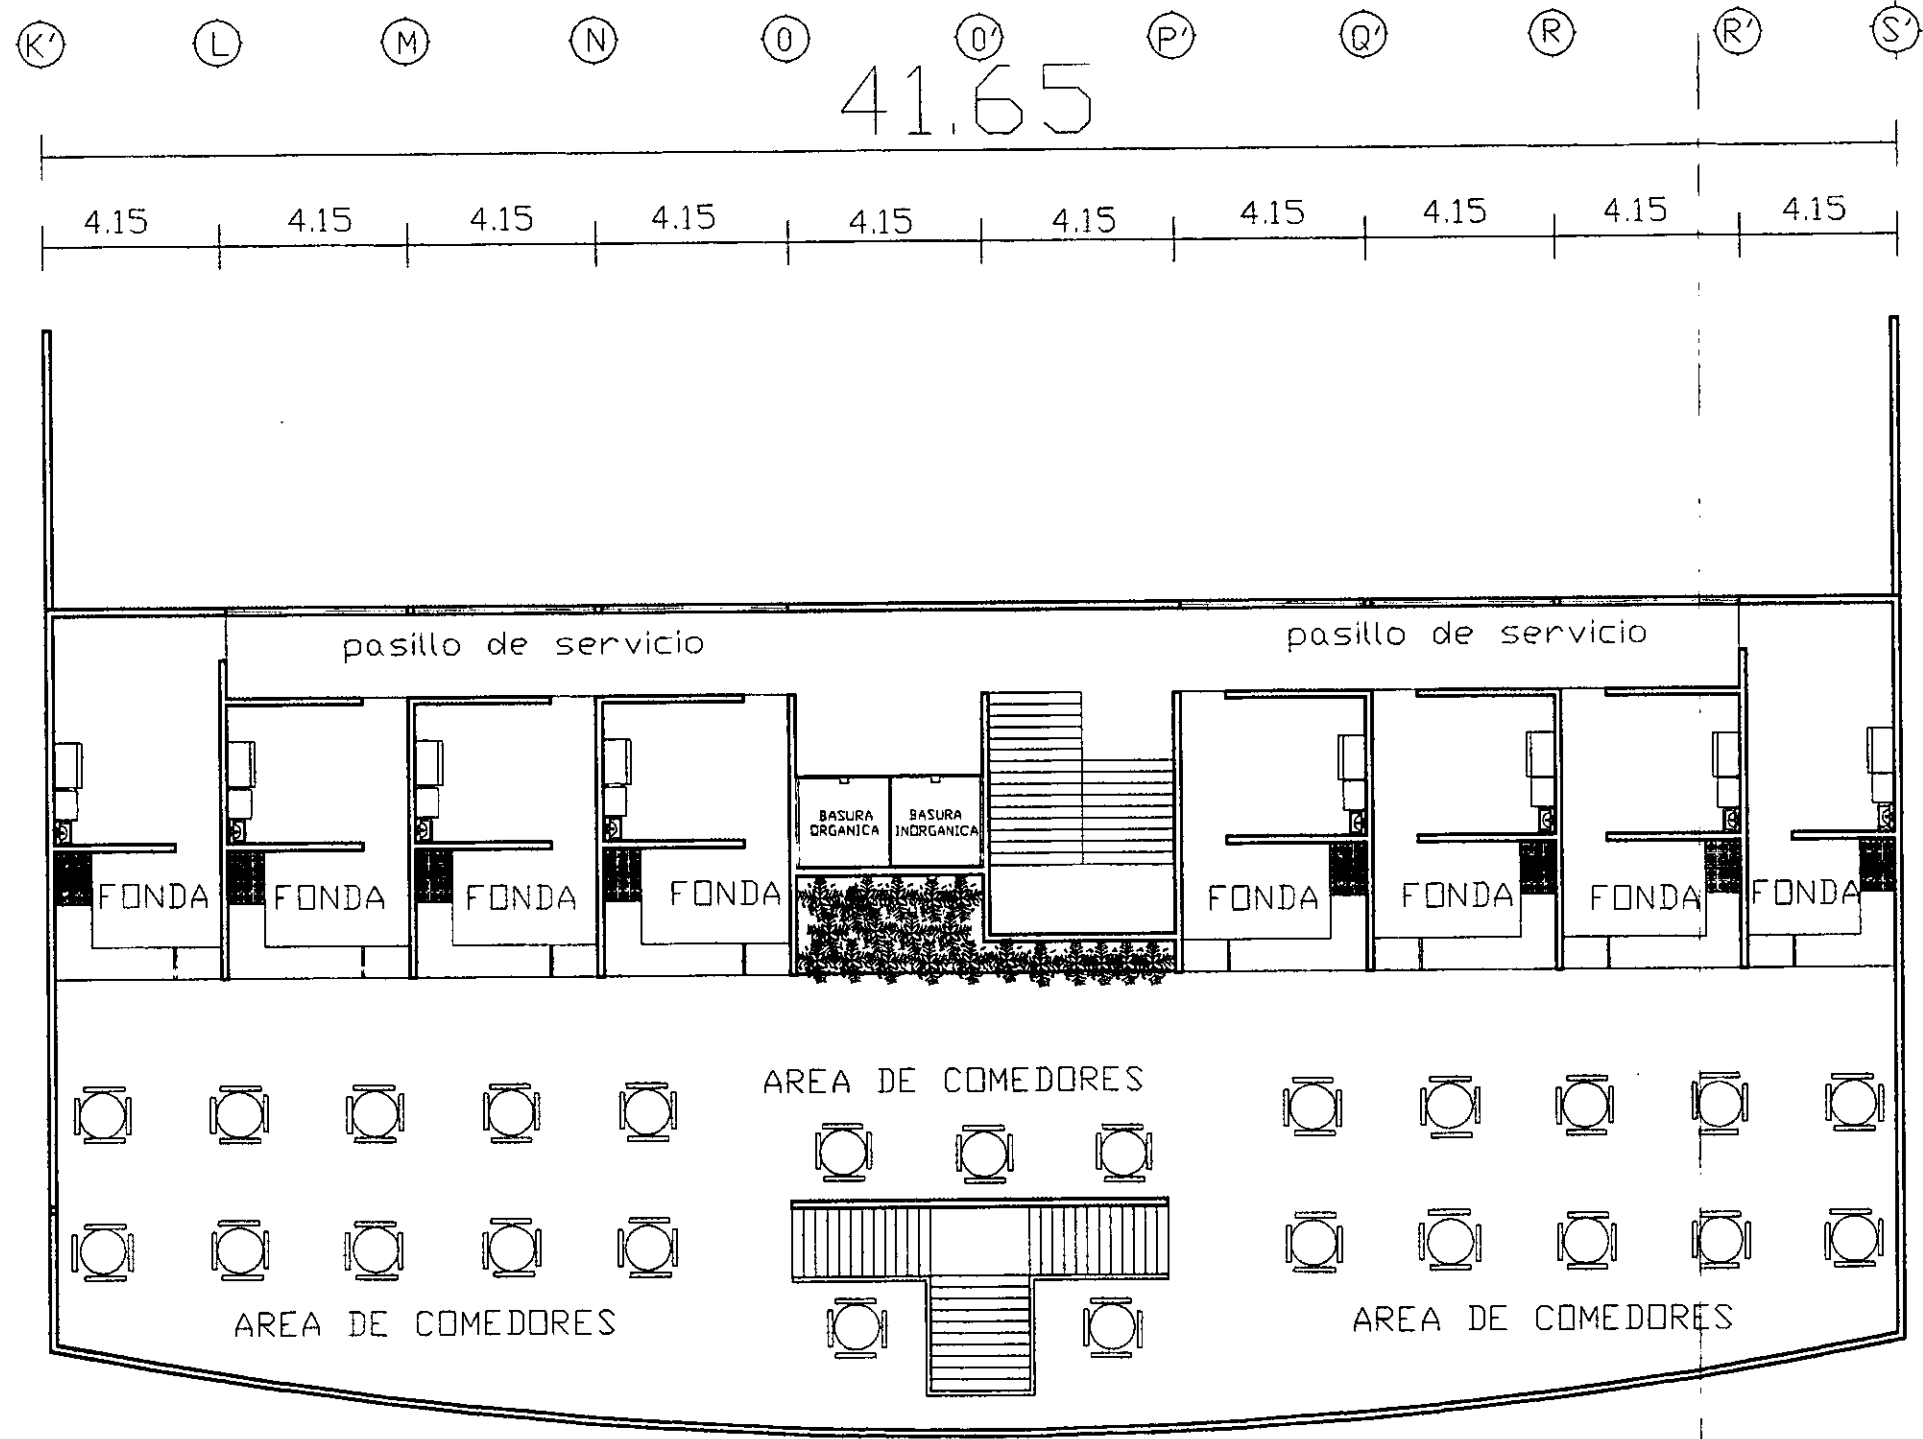 K' L M N O O' P' Q' R R' S'
41.65
4.15 4.15 4.15 4.15 4.15 4.15 4.15 4.15 4.15 4.15
pasillo de servicio pasillo de servicio
BASURA ORGANICA
BASURA INORGANICA
FONDA FONDA FONDA FONDA FONDA FONDA FONDA FONDA
AREA DE COMEDORES
AREA DE COMEDORES AREA DE COMEDORES